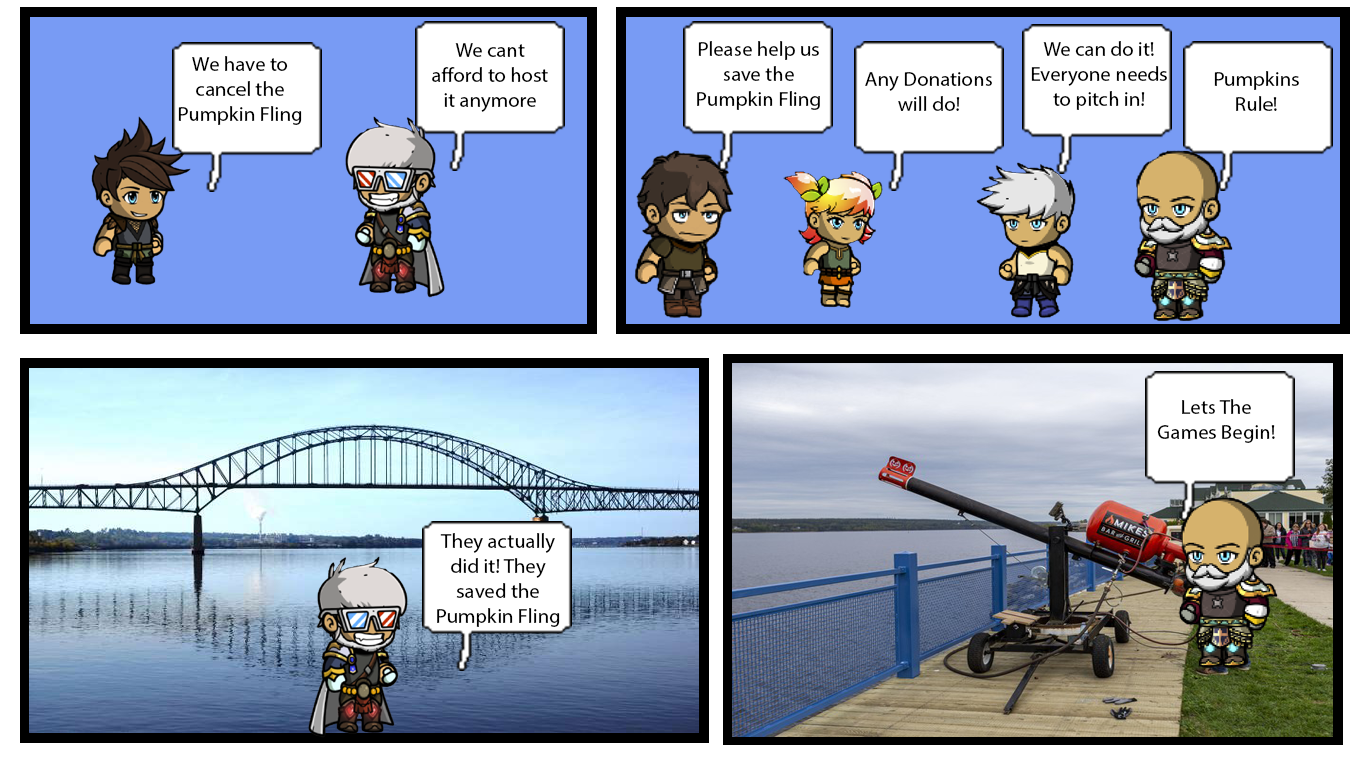 We have to
cancel the
Pumpkin Fling
We cant
afford to host
it anymore
Please help us
save the
Pumpkin Fling
Any Donations
will do!
We can do it!
Everyone needs
to pitch in!
Pumpkins
Rule!
They actually
did it! They
saved the
Pumpkin Fling
Lets The
Games Begin!
MIKES
BAR AND GRILL